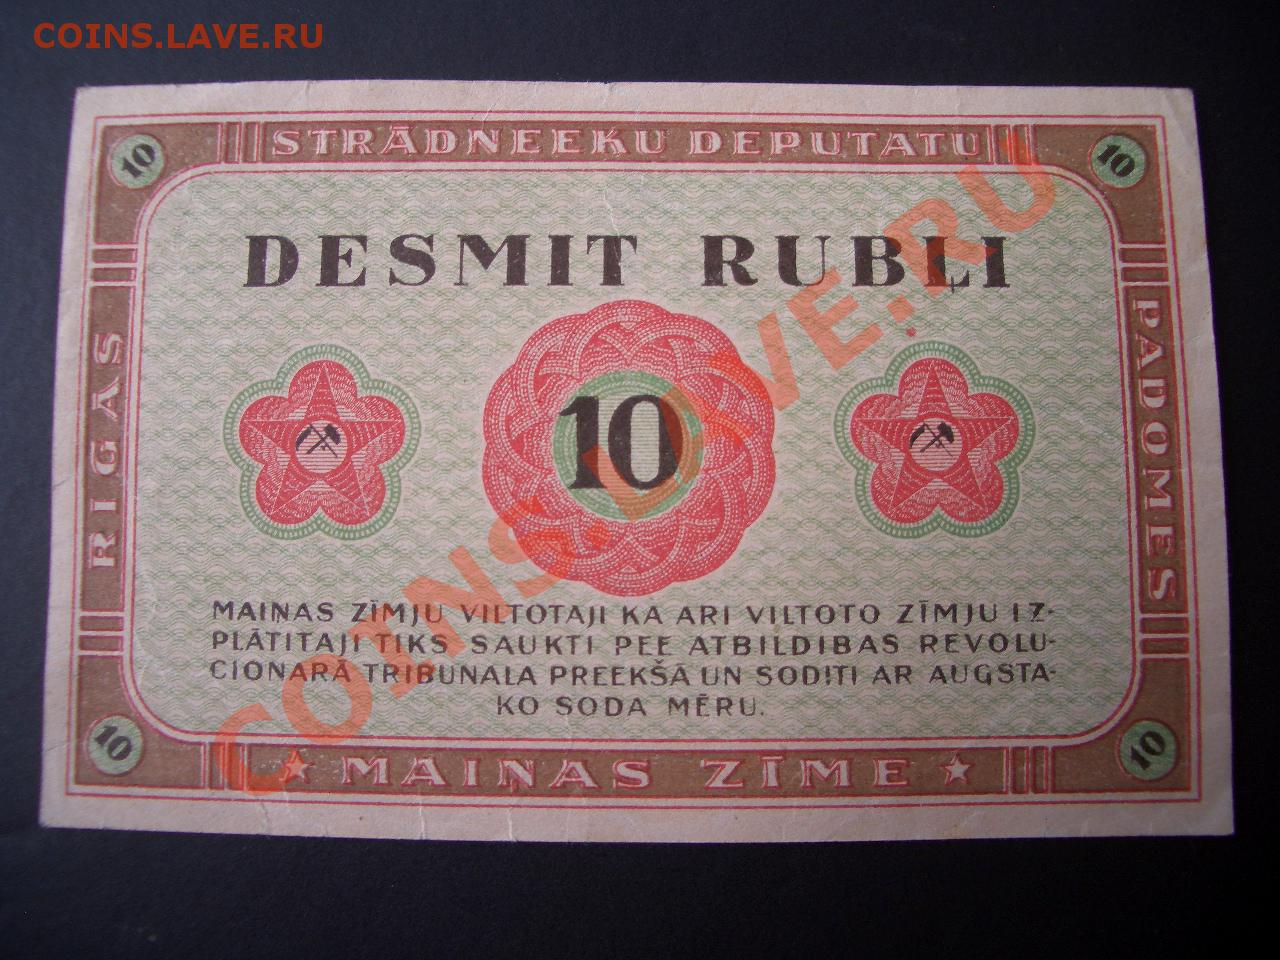 COINS.LAVE.RU
10 STRĀDNEEKU DEPUTATU 10
RIGAS
PADOMES
DESMIT RUBĻI
10
MAIŅAS ZĪMJU VILTOTAJI KA ARI VILTOTO ZĪMJU IZ-
PLĀTITAJI TIKS SAUKTI PEE ATBILDIBAS REVOLU-
CIONARĀ TRIBUNALA PREEKŠĀ UN SODITI AR AUGSTA-
KO SODA MĒRU.
10 MAIŅAS ZĪME 10
COINS.LAVE.RU